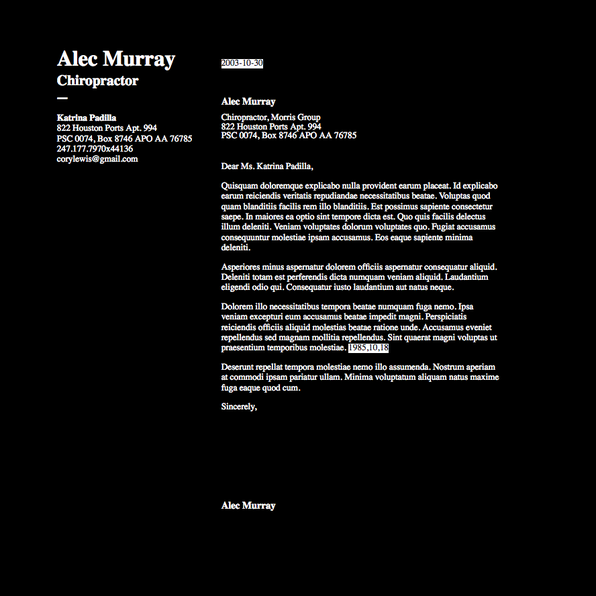 Alec Murray
Chiropractor
Katrina Padilla
822 Houston Ports Apt. 994
PSC 0074, Box 8746 APO AA 76785
247.177.7970x44136
corylewis@gmail.com
2003-10-30
Alec Murray
Chiropractor, Morris Group
822 Houston Ports Apt. 994
PSC 0074, Box 8746 APO AA 76785
Dear Ms. Katrina Padilla,
Quisquam doloremque explicabo nulla provident earum placeat. Id explicabo
earum reiciendis veritatis repudiandae necessitatibus beatae. Voluptas quod
quam blanditiis facilis rem illo blanditiis. Est possimus sapiente consectetur
saepe. In maiores ea optio sint tempore dicta est. Quo quis facilis delectus
illum deleniti. Veniam voluptates dolorum voluptates quo. Fugiat accusamus
consequuntur molestiae ipsam accusamus. Eos eaque sapiente minima
deleniti.
Asperiores minus aspernatur dolorem officiis aspernatur consequatur aliquid.
Deleniti totam est perferendis dicta numquam veniam aliquid. Laudantium
eligendi odio qui. Consequatur iusto laudantium aut natus neque.
Dolorem illo necessitatibus tempora beatae numquam fuga nemo. Ipsa
veniam excepturi eum accusamus beatae impedit magni. Perspiciatis
reiciendis officiis aliquid molestias beatae ratione unde. Accusamus eveniet
repellendus sed magnam mollitia repellendus. Sint quaerat magni voluptas ut
praesentium temporibus molestiae. 1985,10,18
Deserunt repellat tempora molestiae nemo illo assumenda. Nostrum aperiam
at commodi ipsam pariatur ullam. Minima voluptatum aliquam natus maxime
fuga eaque quod cum.
Sincerely,
Alec Murray